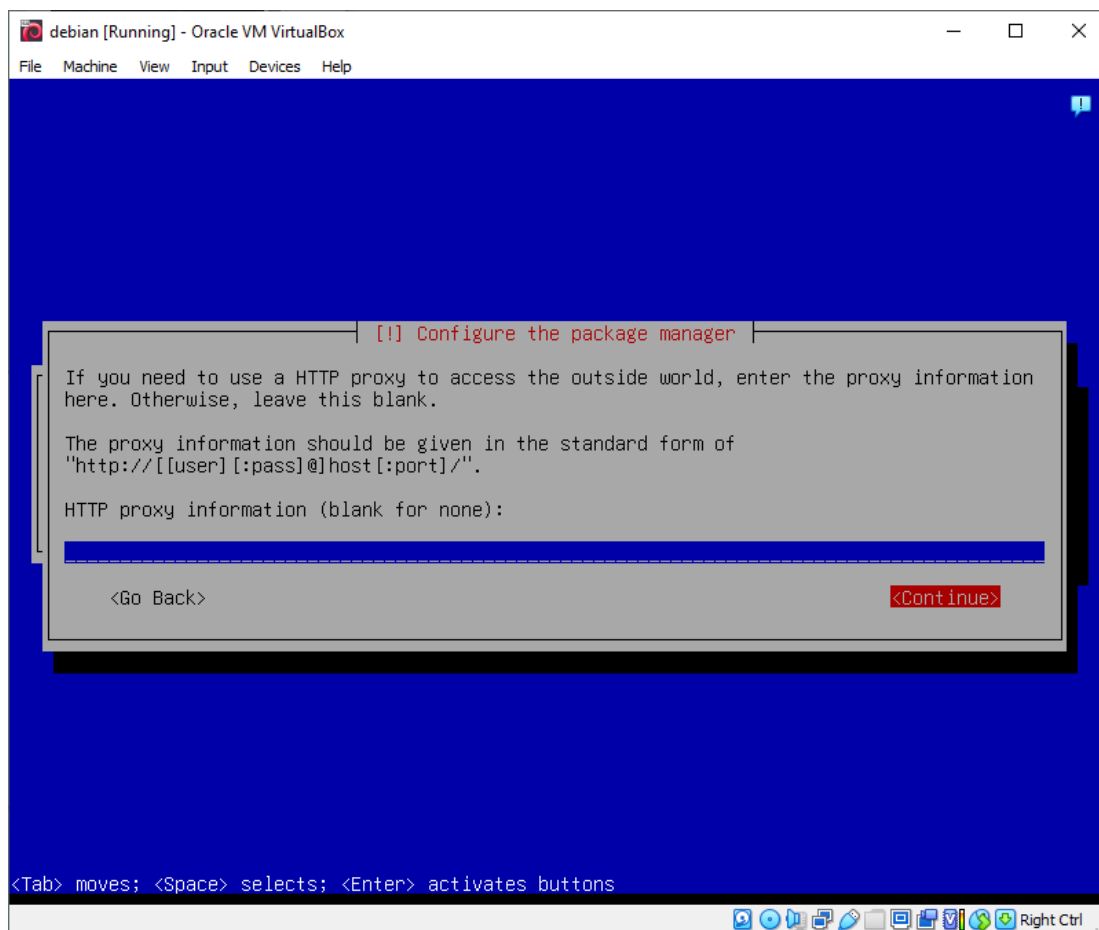 debian [Running] - Oracle VM VirtualBox
File Machine View Input Devices Help
[!] Configure the package manager
If you need to use a HTTP proxy to access the outside world, enter the proxy information
here. Otherwise, leave this blank.
The proxy information should be given in the standard form of
"http://[[user][:pass]@]host[:port]/".
HTTP proxy information (blank for none):
<Go Back> <Continue>
<Tab> moves; <Space> selects; <Enter> activates buttons
Right Ctrl